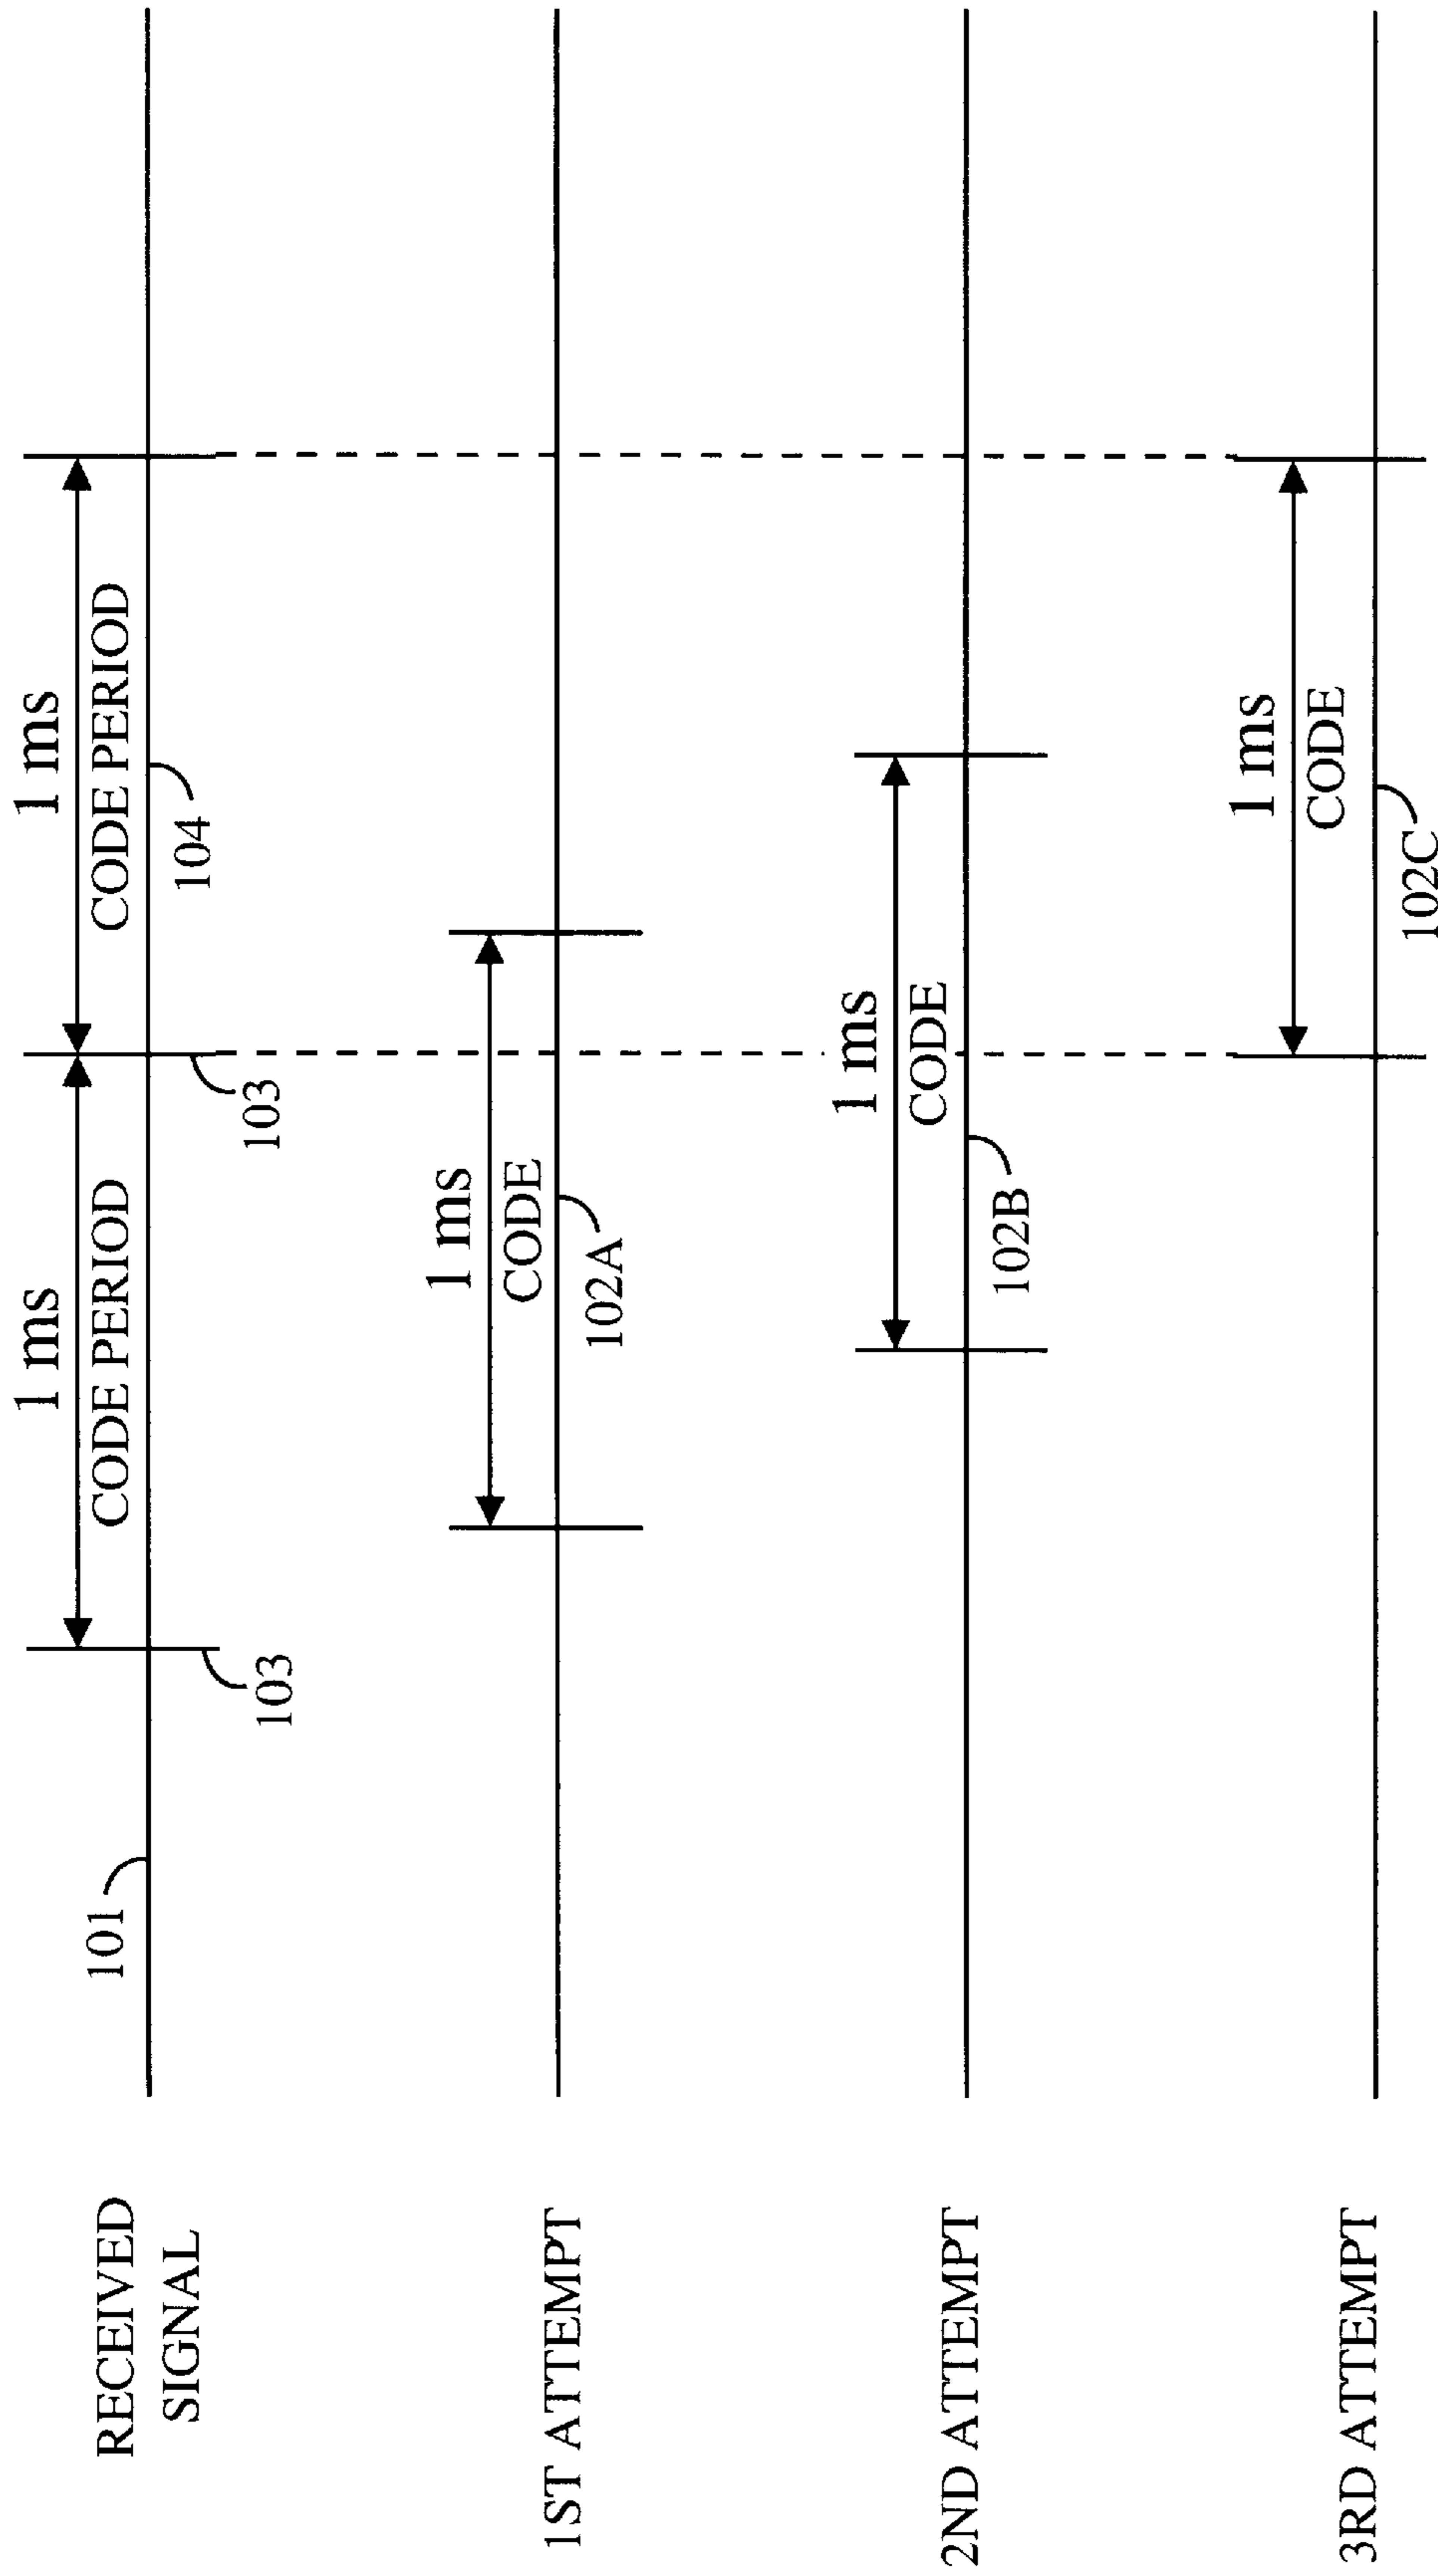 RECEIVED
SIGNAL
101
103
1 ms
CODE PERIOD
103
1 ms
CODE PERIOD
104
1ST ATTEMPT
1 ms
CODE
102A
2ND ATTEMPT
1 ms
CODE
102B
3RD ATTEMPT
1 ms
CODE
102C